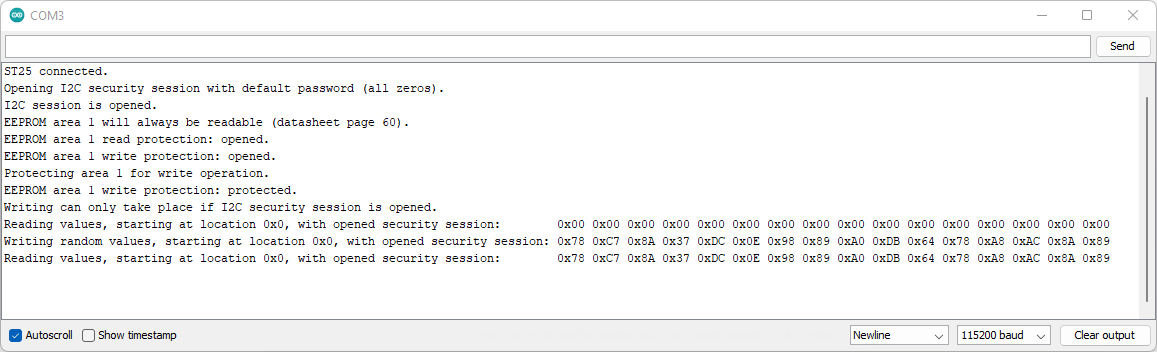 COM3
Send
ST25 connected.
Opening I2C security session with default password (all zeros).
I2C session is opened.
EEPROM area 1 will always be readable (datasheet page 60).
EEPROM area 1 read protection: opened.
EEPROM area 1 write protection: opened.
Protecting area 1 for write operation.
EEPROM area 1 write protection: protected.
Writing can only take place if I2C security session is opened.
Reading values, starting at location 0x0, with opened security session: 0x00 0x00 0x00 0x00 0x00 0x00 0x00 0x00 0x00 0x00 0x00 0x00 0x00 0x00 0x00 0x00
Writing random values, starting at location 0x0, with opened security session: 0x78 0xC7 0x8A 0x37 0xDC 0x0E 0x98 0x89 0xA0 0xDB 0x64 0x78 0xA8 0xAC 0x8A 0x89
Reading values, starting at location 0x0, with opened security session: 0x78 0xC7 0x8A 0x37 0xDC 0x0E 0x98 0x89 0xA0 0xDB 0x64 0x78 0xA8 0xAC 0x8A 0x89
Autoscroll Show timestamp Newline 115200 baud Clear output